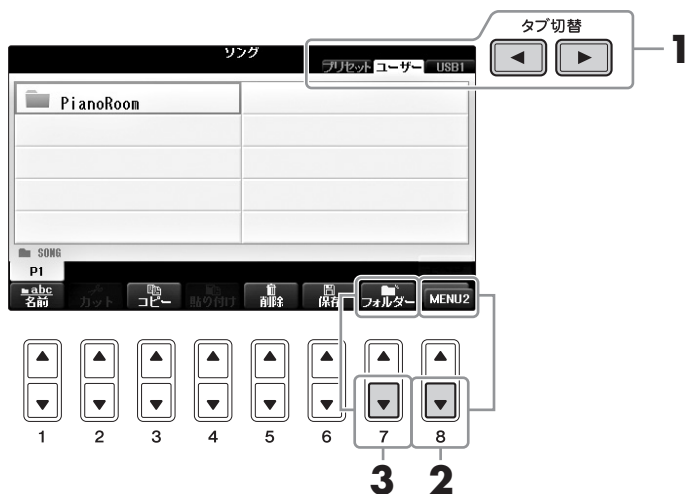 タブ切替
1
ソング
プリセット ユーザー USB1
PianoRoom
SONG
P1
abc
名前 カット コピー 貼り付け 削除 保存 フォルダー MENU2
1 2 3 4 5 6 7 8
3 2